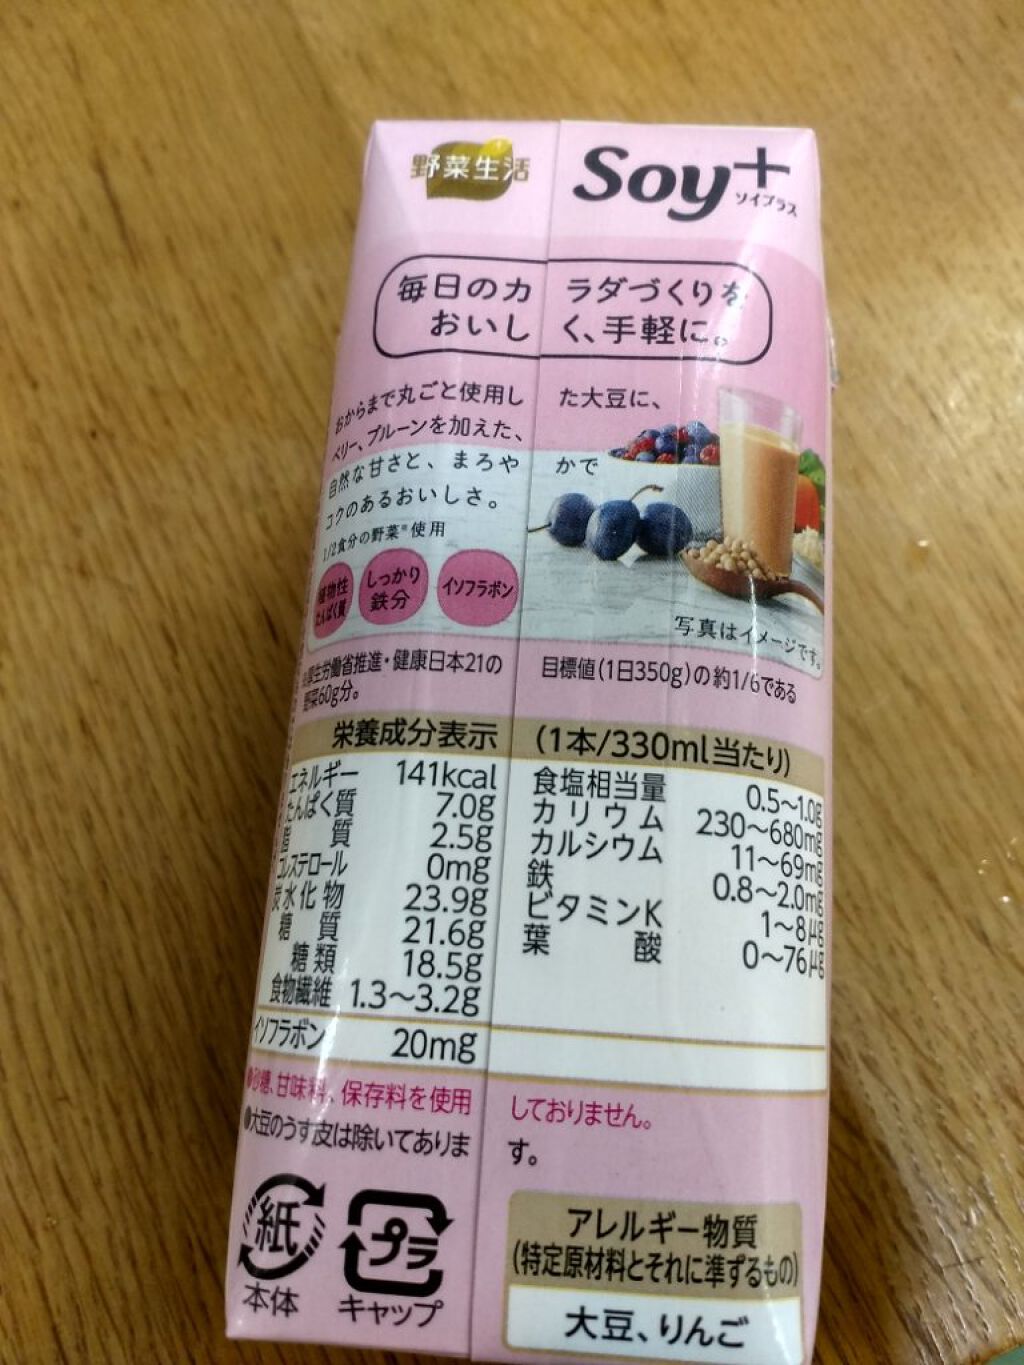 野菜生活
Soy+
ソイプラス
毎日のカラダづくりを
おいしく、手軽に。
おからまで丸ごと使用した大豆に、
ベリー、プルーンを加えた、
自然な甘さと、まろやかで
コクのあるおいしさ。
1/2食分の野菜※使用
植物性
たんぱく質
しっかり
鉄分
イソフラボン
写真はイメージです。
厚生労働省推進・健康日本21の目標値(1日350g)の約1/6である
野菜60g分。
栄養成分表示 (1本/330ml当たり)
エネルギー 141kcal
たんぱく質 7.0g
脂質 2.5g
コレステロール 0mg
炭水化物 23.9g
糖質 21.6g
糖類 18.5g
食物繊維 1.3〜3.2g
食塩相当量 0.5〜1.0g
カリウム 230〜680mg
カルシウム 11〜69mg
鉄 0.8〜2.0mg
ビタミンK 1〜8μg
葉酸 0〜76μg
イソフラボン 20mg
●砂糖、甘味料、保存料を使用しておりません。
●大豆のうす皮は除いてあります。
紙
本体
プラ
キャップ
アレルギー物質
(特定原材料とそれに準ずるもの)
大豆、りんご